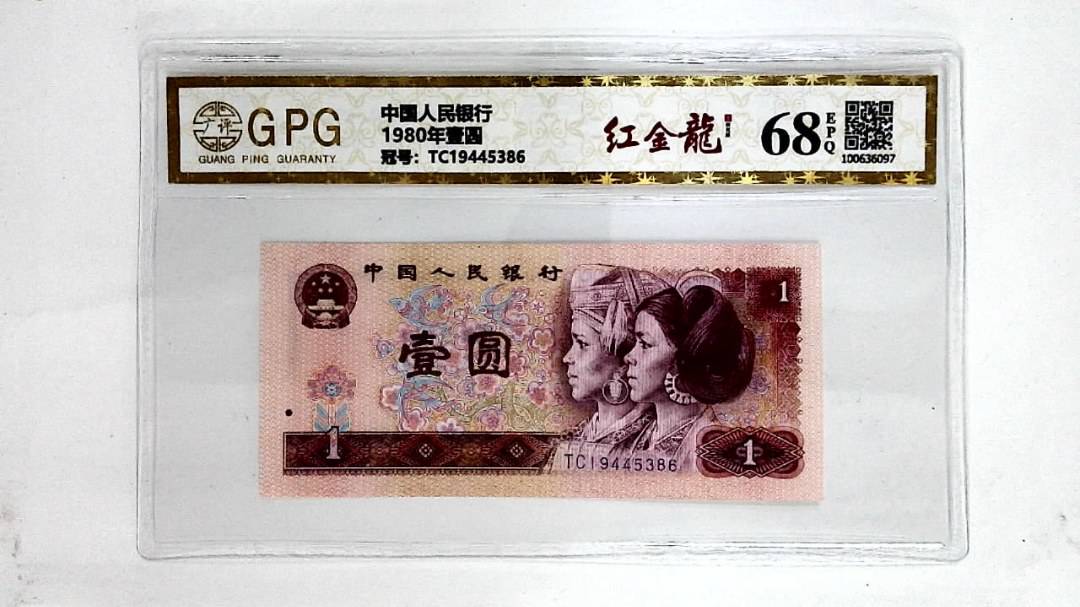 广评
GPG
GUANG PING GUARANTY
中国人民银行
1980年壹圆
冠号：TC19445386
红金龍
68
EPQ
100636097
中国人民银行
1
壹圆
1
TC19445386
1